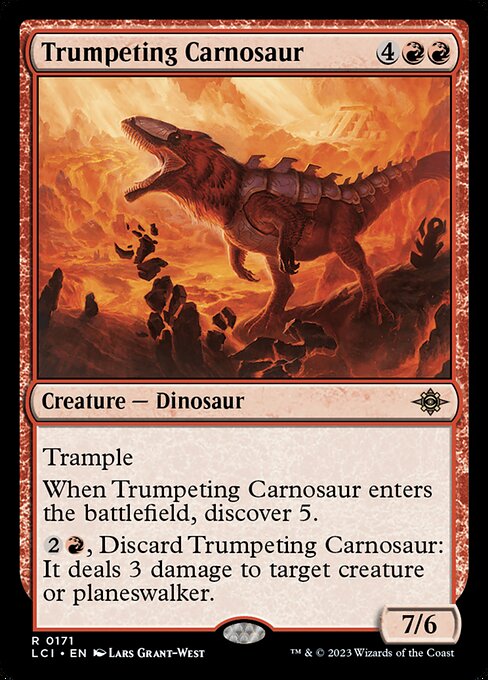 Trumpeting Carnosaur 4
Creature — Dinosaur
Trample
When Trumpeting Carnosaur enters
the battlefield, discover 5.
2, Discard Trumpeting Carnosaur:
It deals 3 damage to target creature
or planeswalker.
7/6
R 0171
LCI • EN Lars Grant-West
™ & © 2023 Wizards of the Coast